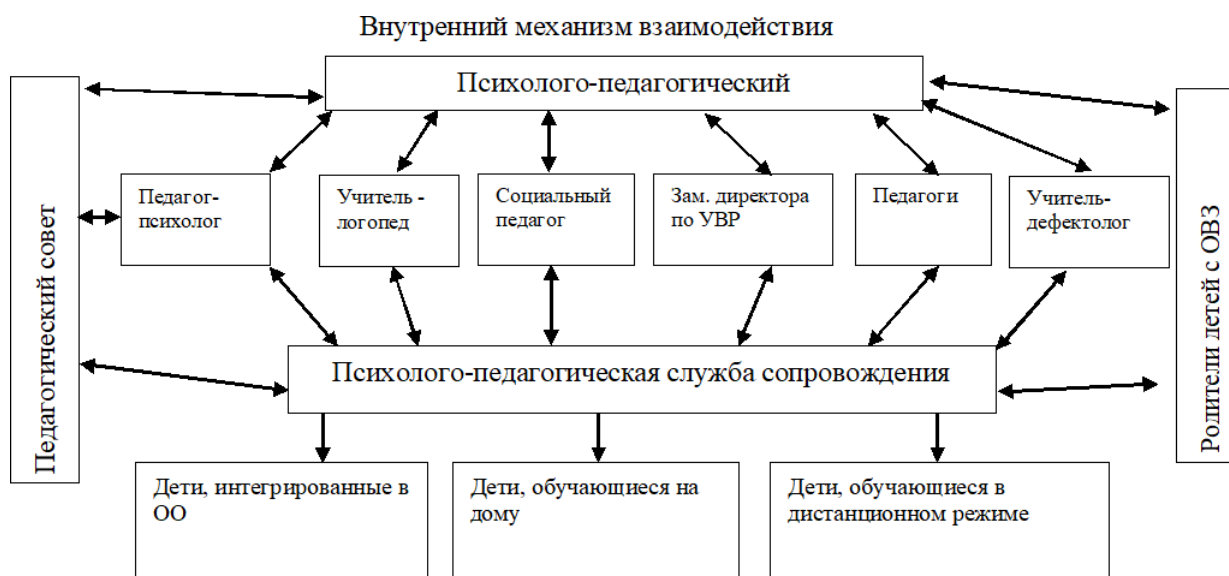 Внутренний механизм взаимодействия
Психолого-педагогический
Педагогический совет
Педагог-
психолог
Учитель -
логопед
Социальный
педагог
Зам. директора
по УВР
Педагоги
Учитель-
дефектолог
Родители детей с ОВЗ
Психолого-педагогическая служба сопровождения
Дети, интегрированные в
ОО
Дети, обучающиеся на
дому
Дети, обучающиеся в
дистанционном режиме